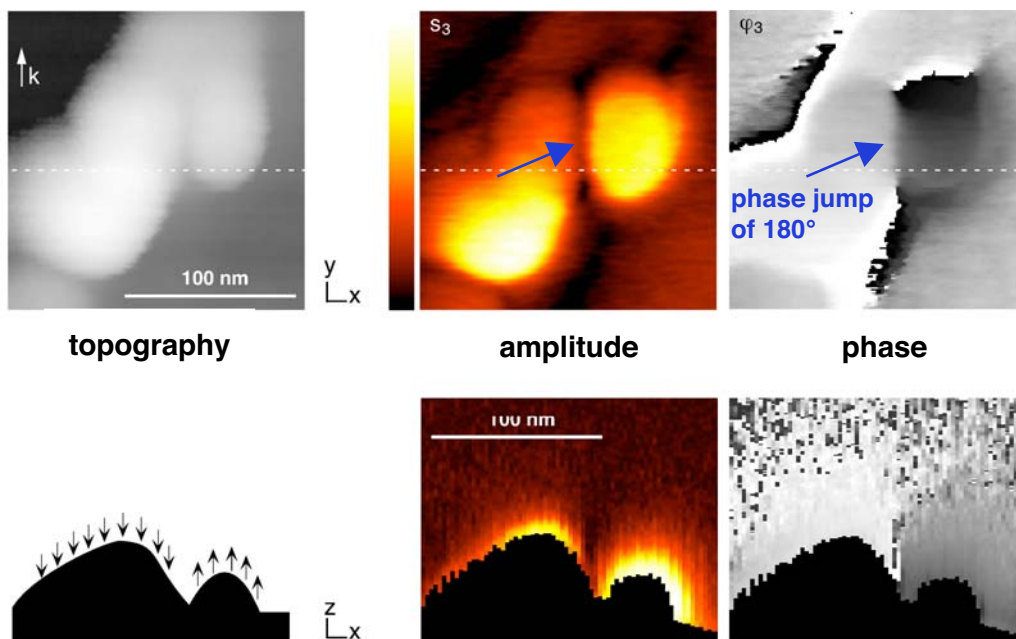 k
100 nm
y
x
s3
φ3
phase jump
of 180°
topography
amplitude
phase
100 nm
z
x